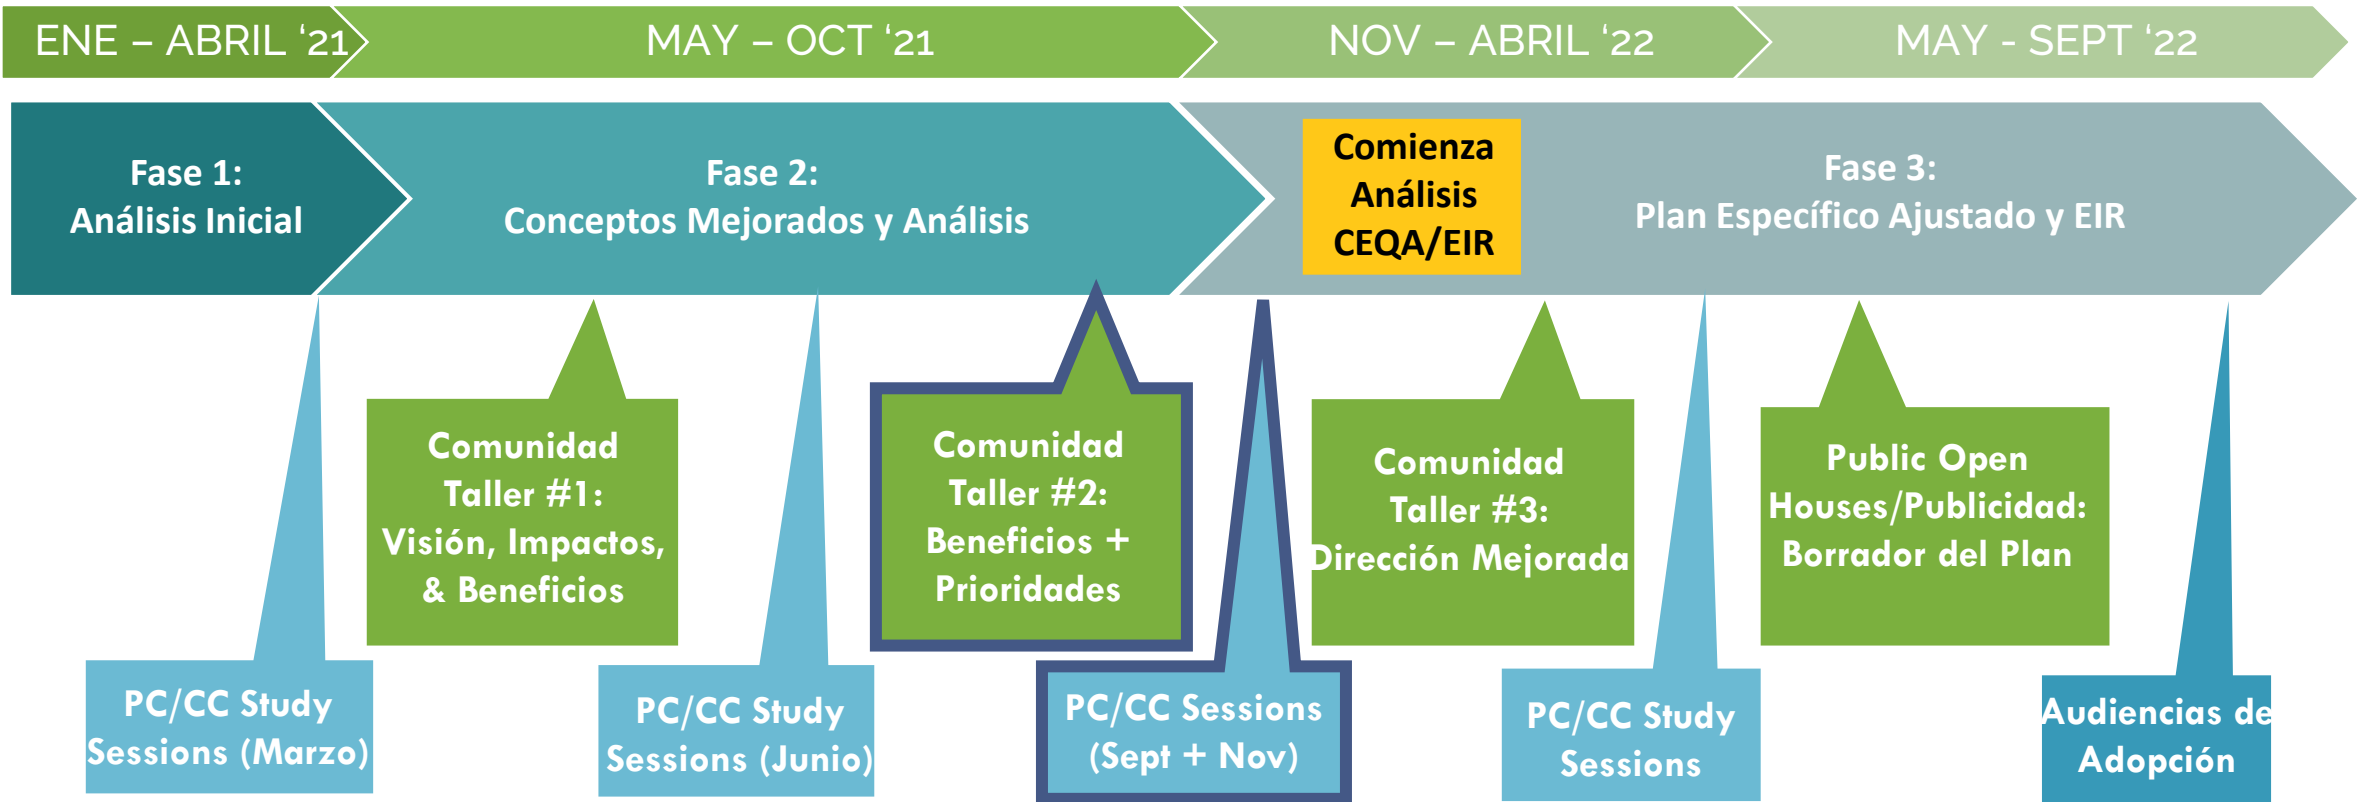 ENE – ABRIL ‘21
MAY – OCT ‘21
NOV – ABRIL ‘22
MAY - SEPT ‘22
Fase 1:
Análisis Inicial
Fase 2:
Conceptos Mejorados y Análisis
Comienza
Análisis
CEQA/EIR
Fase 3:
Plan Específico Ajustado y EIR
Comunidad
Taller #1:
Visión, Impactos,
& Beneficios
Comunidad
Taller #2:
Beneficios +
Prioridades
Comunidad
Taller #3:
Dirección Mejorada
Public Open
Houses/Publicidad:
Borrador del Plan
PC/CC Study
Sessions (Marzo)
PC/CC Study
Sessions (Junio)
PC/CC Sessions
(Sept + Nov)
PC/CC Study
Sessions
Audiencias de
Adopción